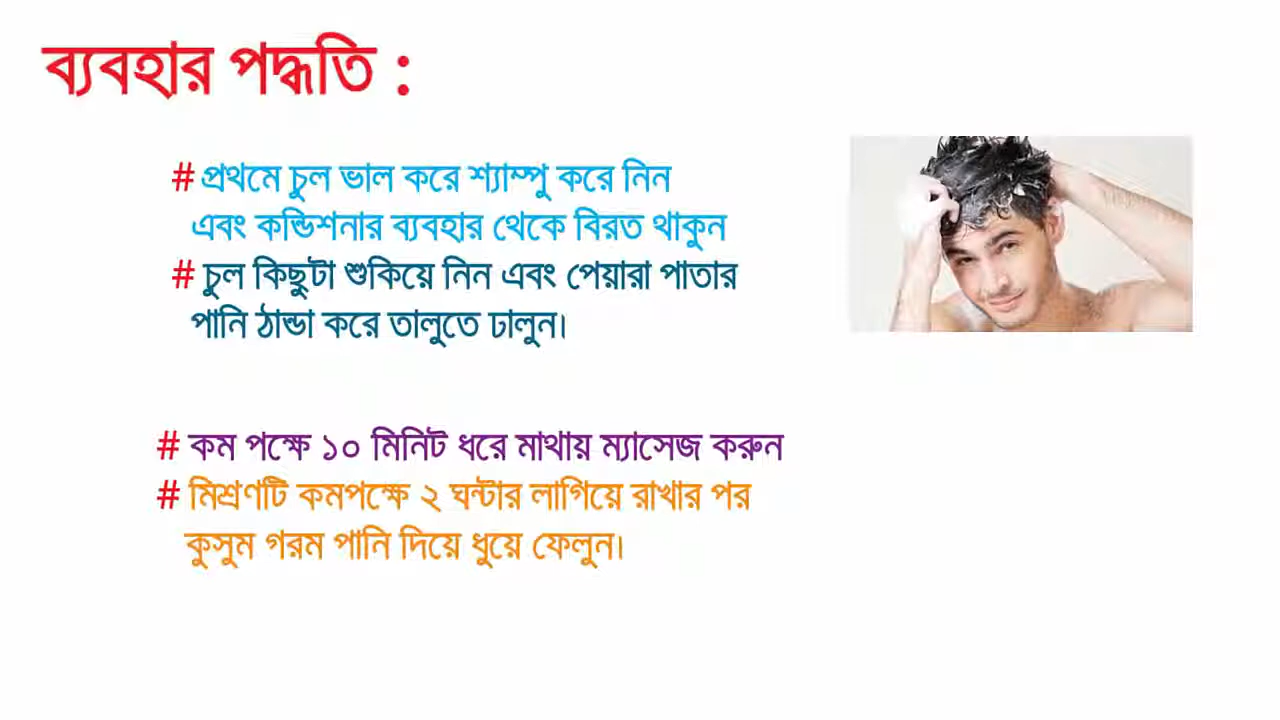 ব্যবহার পদ্ধতি :
# প্রথমে চুল ভাল করে শ্যাম্পু করে নিন
এবং কন্ডিশনার ব্যবহার থেকে বিরত থাকুন
# চুল কিছুটা শুকিয়ে নিন এবং পেয়ারা পাতার
পানি ঠান্ডা করে তালুতে ঢালুন।
# কম পক্ষে ১০ মিনিট ধরে মাথায় ম্যাসেজ করুন
# মিশ্রণটি কমপক্ষে ২ ঘন্টার লাগিয়ে রাখার পর
কুসুম গরম পানি দিয়ে ধুয়ে ফেলুন।